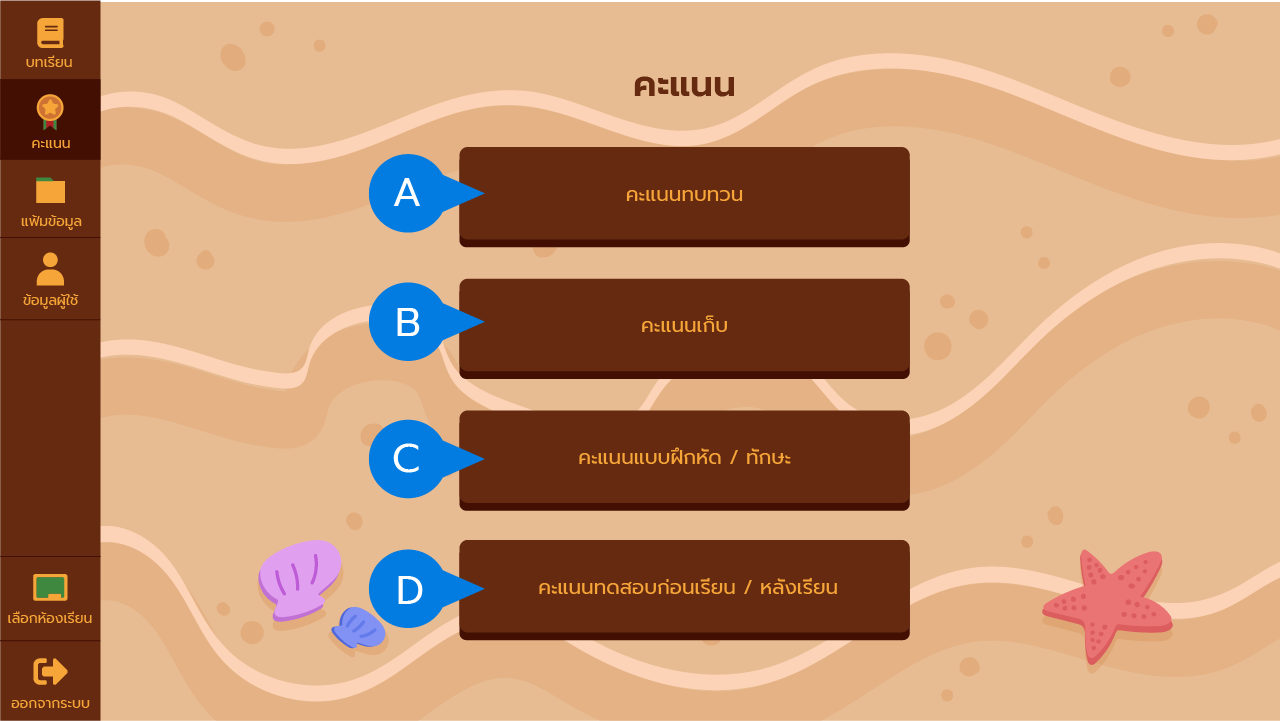 บทเรียน
คะแนน
แฟ้มข้อมูล
ข้อมูลผู้ใช้
เลือกห้องเรียน
ออกจากระบบ
คะแนน
A
คะแนนทบทวน
B
คะแนนเก็บ
C
คะแนนแบบฝึกหัด / ทักษะ
D
คะแนนทดสอบก่อนเรียน / หลังเรียน